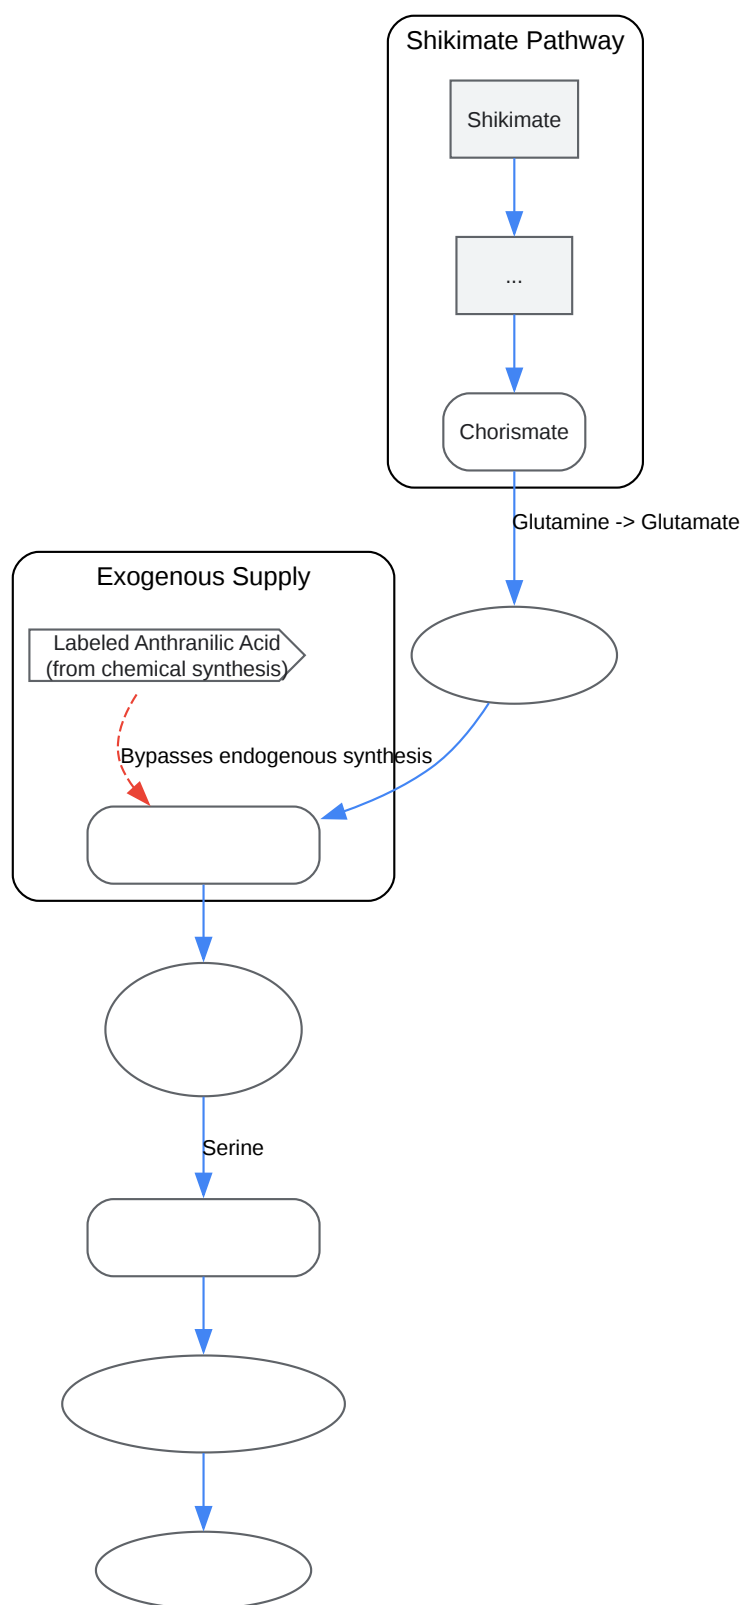 Shikimate Pathway
Shikimate
...
Chorismate
Glutamine -> Glutamate
Exogenous Supply
Labeled Anthranilic Acid
(from chemical synthesis)
Bypasses endogenous synthesis
Serine